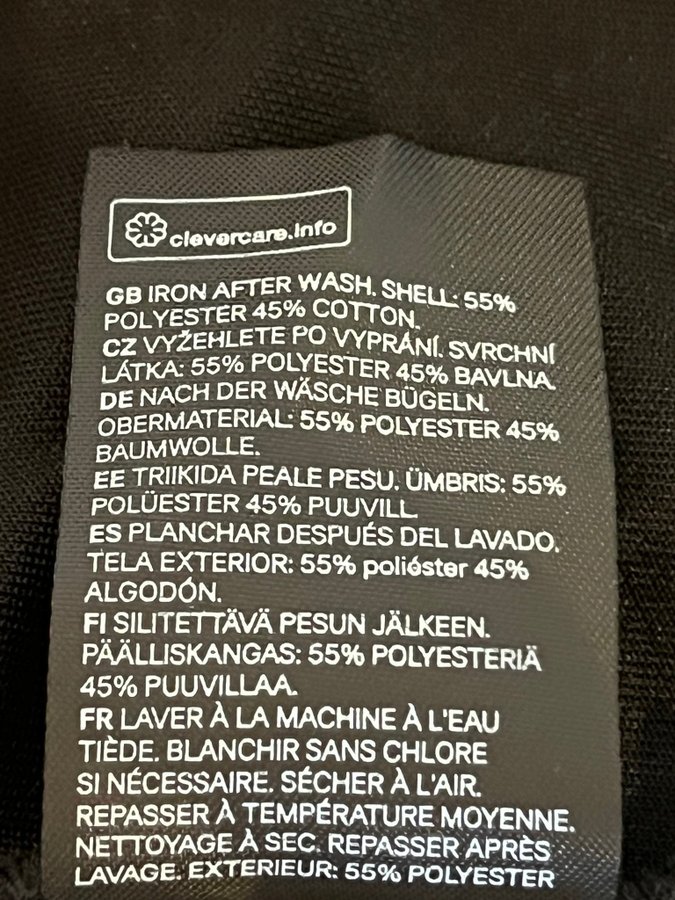 clevercare.info
GB IRON AFTER WASH. SHELL: 55%
POLYESTER 45% COTTON.
CZ VYŽEHLETE PO VYPRÁNÍ. SVRCHNÍ
LÁTKA: 55% POLYESTER 45% BAVLNA.
DE NACH DER WÄSCHE BÜGELN.
OBERMATERIAL: 55% POLYESTER 45%
BAUMWOLLE.
EE TRIIKIDA PEALE PESU. ÜMBRIS: 55%
POLÜESTER 45% PUUVILL
ES PLANCHAR DESPUÉS DEL LAVADO.
TELA EXTERIOR: 55% poliéster 45%
ALGODÓN.
FI SILITETTÄVÄ PESUN JÄLKEEN.
PÄÄLLISKANGAS: 55% POLYESTERIÄ
45% PUUVILLAA.
FR LAVER À LA MACHINE À L'EAU
TIÈDE. BLANCHIR SANS CHLORE
SI NÉCESSAIRE. SÉCHER À L'AIR.
REPASSER À TEMPÉRATURE MOYENNE.
NETTOYAGE À SEC. REPASSER APRÈS
LAVAGE. EXTERIEUR: 55% POLYESTER